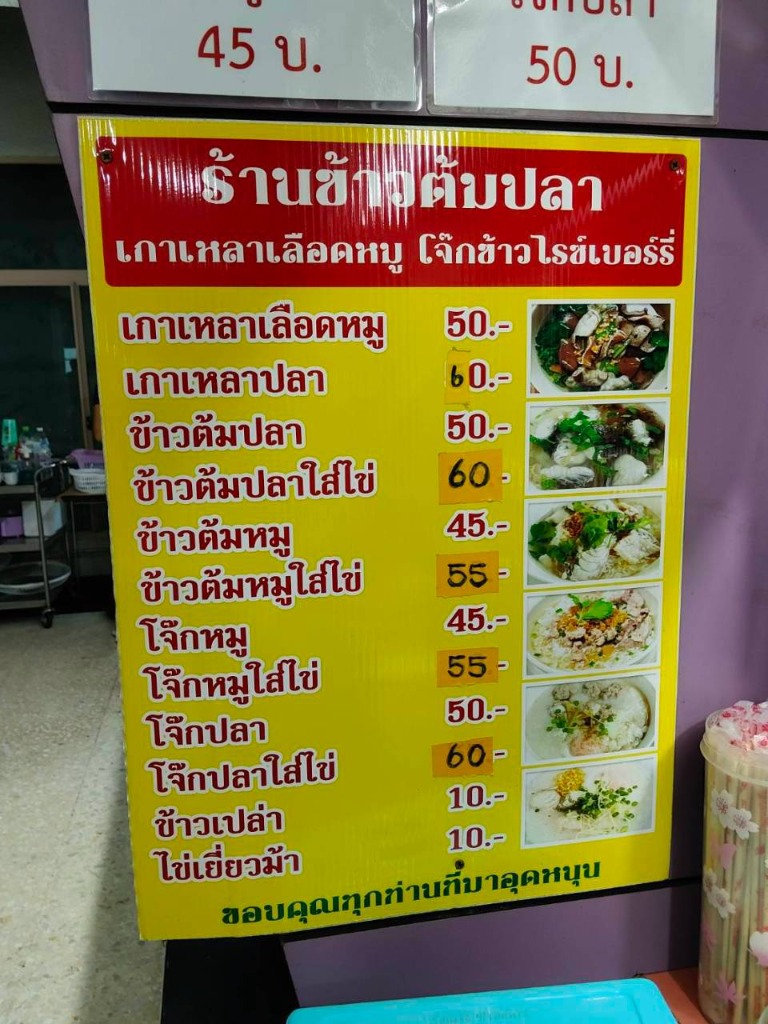 45 บ.
โจ๊กปลา
50 บ.
ร้านข้าวต้มปลา
เกาเหลาเลือดหมู โจ๊กข้าวไรซ์เบอร์รี่
เกาเหลาเลือดหมู 50.-
เกาเหลาปลา 60.-
ข้าวต้มปลา 50.-
ข้าวต้มปลาใส่ไข่ 60-
ข้าวต้มหมู 45.-
ข้าวต้มหมูใส่ไข่ 55-
โจ๊กหมู 45.-
โจ๊กหมูใส่ไข่ 55-
โจ๊กปลา 50.-
โจ๊กปลาใส่ไข่ 60-
ข้าวเปล่า 10.-
ไข่เยี่ยวม้า 10.-
ขอบคุณทุกท่านที่มาอุดหนุน